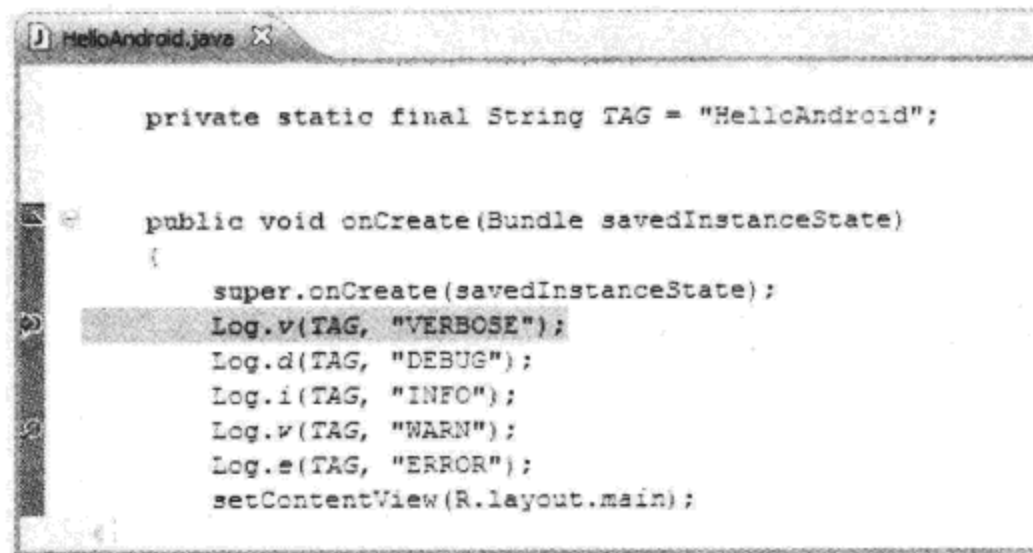 HelloAndroid.java
private static final String TAG = "HelloAndroid";
public void onCreate(Bundle savedInstanceState)
{
super.onCreate(savedInstanceState);
Log.v(TAG, "VERBOSE");
Log.d(TAG, "DEBUG");
Log.i(TAG, "INFO");
Log.w(TAG, "WARN");
Log.e(TAG, "ERROR");
setContentView(R.layout.main);